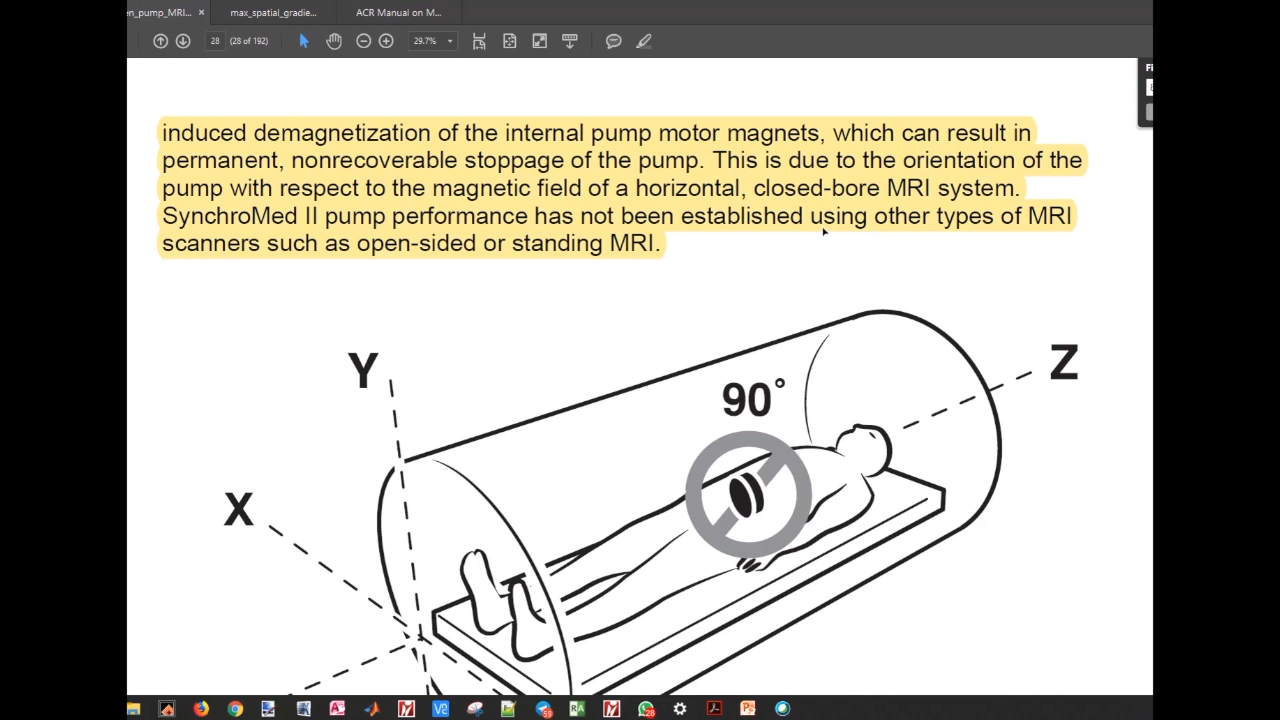 en_pump_MRI... × max_spatial_gradie... ACR Manual on M...
28 (28 of 192) 29.7%
induced demagnetization of the internal pump motor magnets, which can result in
permanent, nonrecoverable stoppage of the pump. This is due to the orientation of the
pump with respect to the magnetic field of a horizontal, closed-bore MRI system.
SynchroMed II pump performance has not been established using other types of MRI
scanners such as open-sided or standing MRI.
Y
Z
90°
X